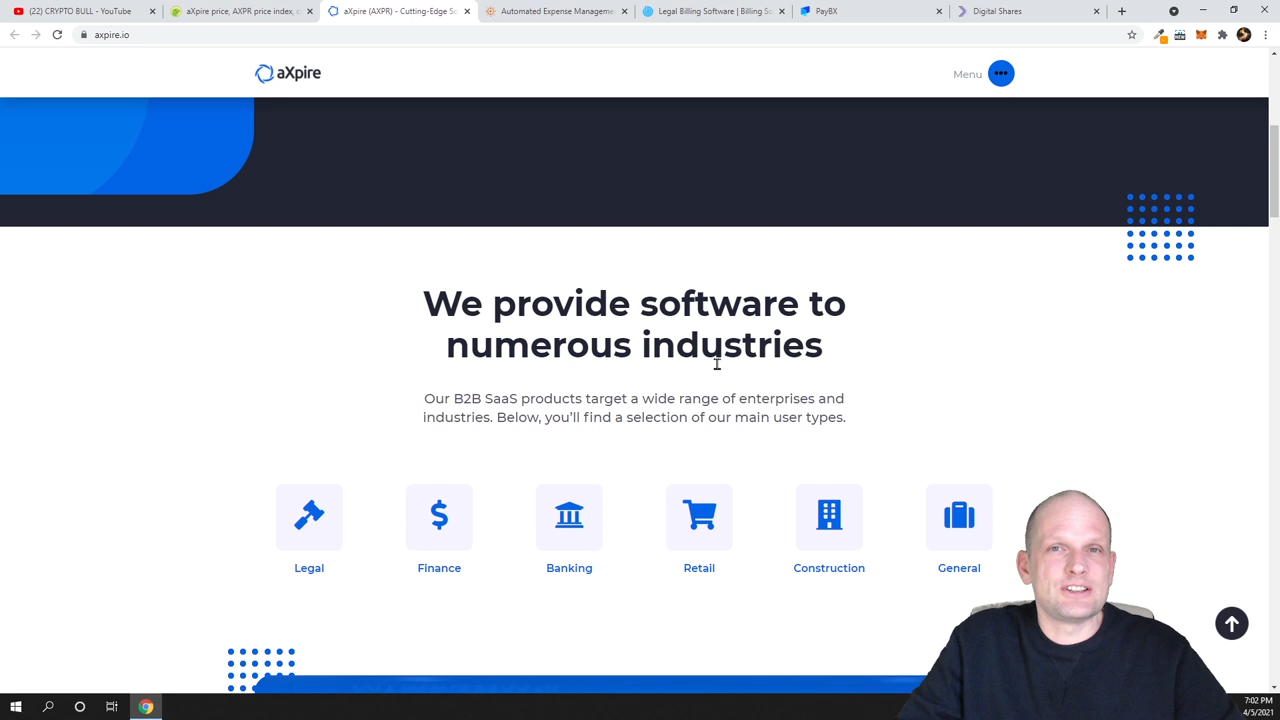 (22) CRYPTO BULL - YouTube
aXpire price, AXPR price index, c
aXpire (AXPR) - Cutting-Edge So
Automated Expense Manageme
Legal Billing Software | Billing So
PayBX
Digital Shares
axpire.io
aXpire
Menu
We provide software to
numerous industries
Our B2B SaaS products target a wide range of enterprises and
industries. Below, you'll find a selection of our main user types.
Legal
Finance
Banking
Retail
Construction
General
7:02 PM
4/5/2021